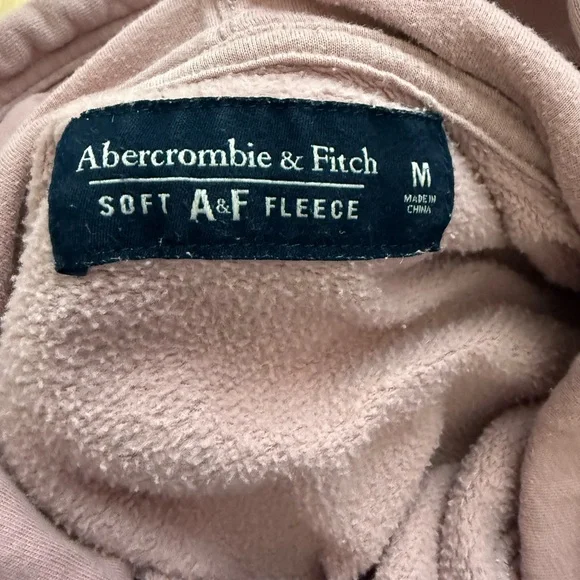 Abercrombie & Fitch
SOFT A&F FLEECE
M
MADE IN
CHINA